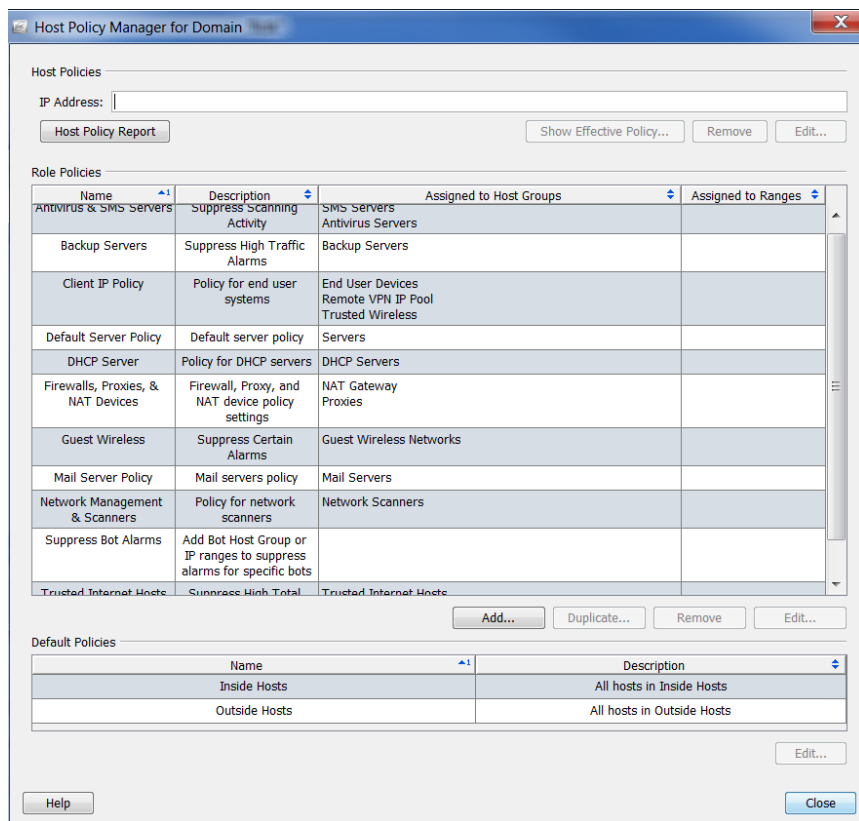 Host Policy Manager for Domain
Host Policies
IP Address:
Host Policy Report
Show Effective Policy...
Remove
Edit...
Role Policies
Name 1
Description
Assigned to Host Groups
Assigned to Ranges
Antivirus & SMS Servers
Suppress Scanning
Activity
SMS Servers
Antivirus Servers
Backup Servers
Suppress High Traffic
Alarms
Backup Servers
Client IP Policy
Policy for end user
systems
End User Devices
Remote VPN IP Pool
Trusted Wireless
Default Server Policy
Default server policy
Servers
DHCP Server
Policy for DHCP servers
DHCP Servers
Firewalls, Proxies, &
NAT Devices
Firewall, Proxy, and
NAT device policy
settings
NAT Gateway
Proxies
Guest Wireless
Suppress Certain
Alarms
Guest Wireless Networks
Mail Server Policy
Mail servers policy
Mail Servers
Network Management
& Scanners
Policy for network
scanners
Network Scanners
Suppress Bot Alarms
Add Bot Host Group or
IP ranges to suppress
alarms for specific bots
Trusted Internet Hosts
Suppress High Total
Trusted Internet Hosts
Add...
Duplicate...
Remove
Edit...
Default Policies
Name 1
Description
Inside Hosts
All hosts in Inside Hosts
Outside Hosts
All hosts in Outside Hosts
Edit...
Help
Close